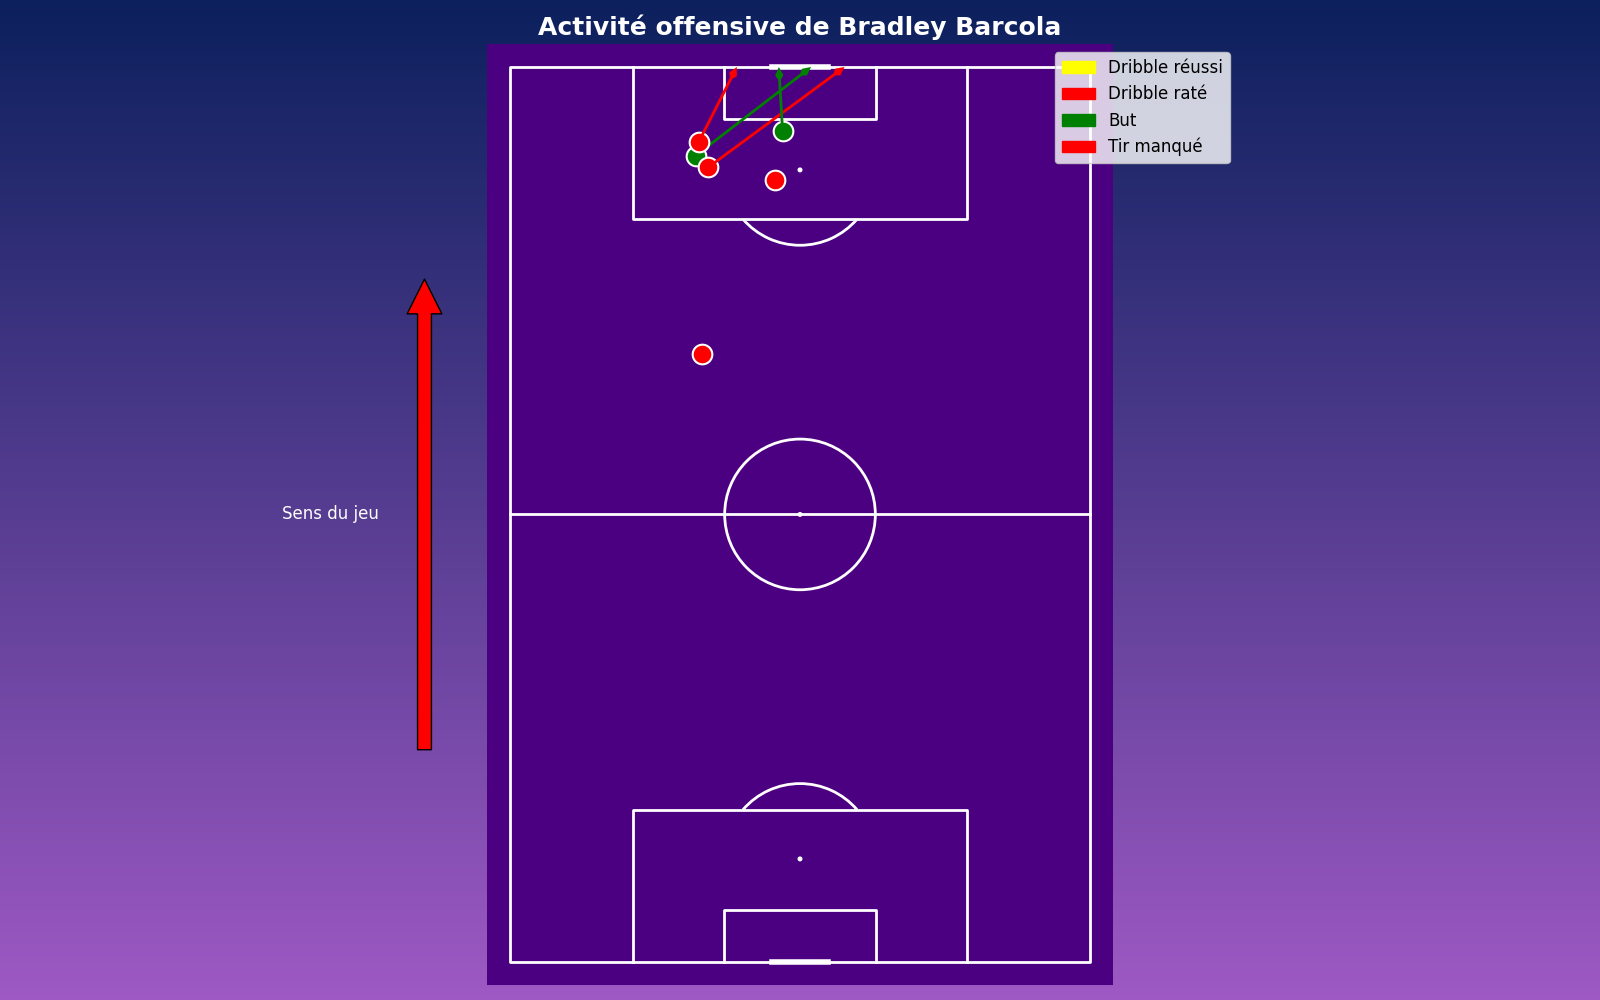 Activité offensive de Bradley Barcola
Dribble réussi
Dribble raté
But
Tir manqué
Sens du jeu